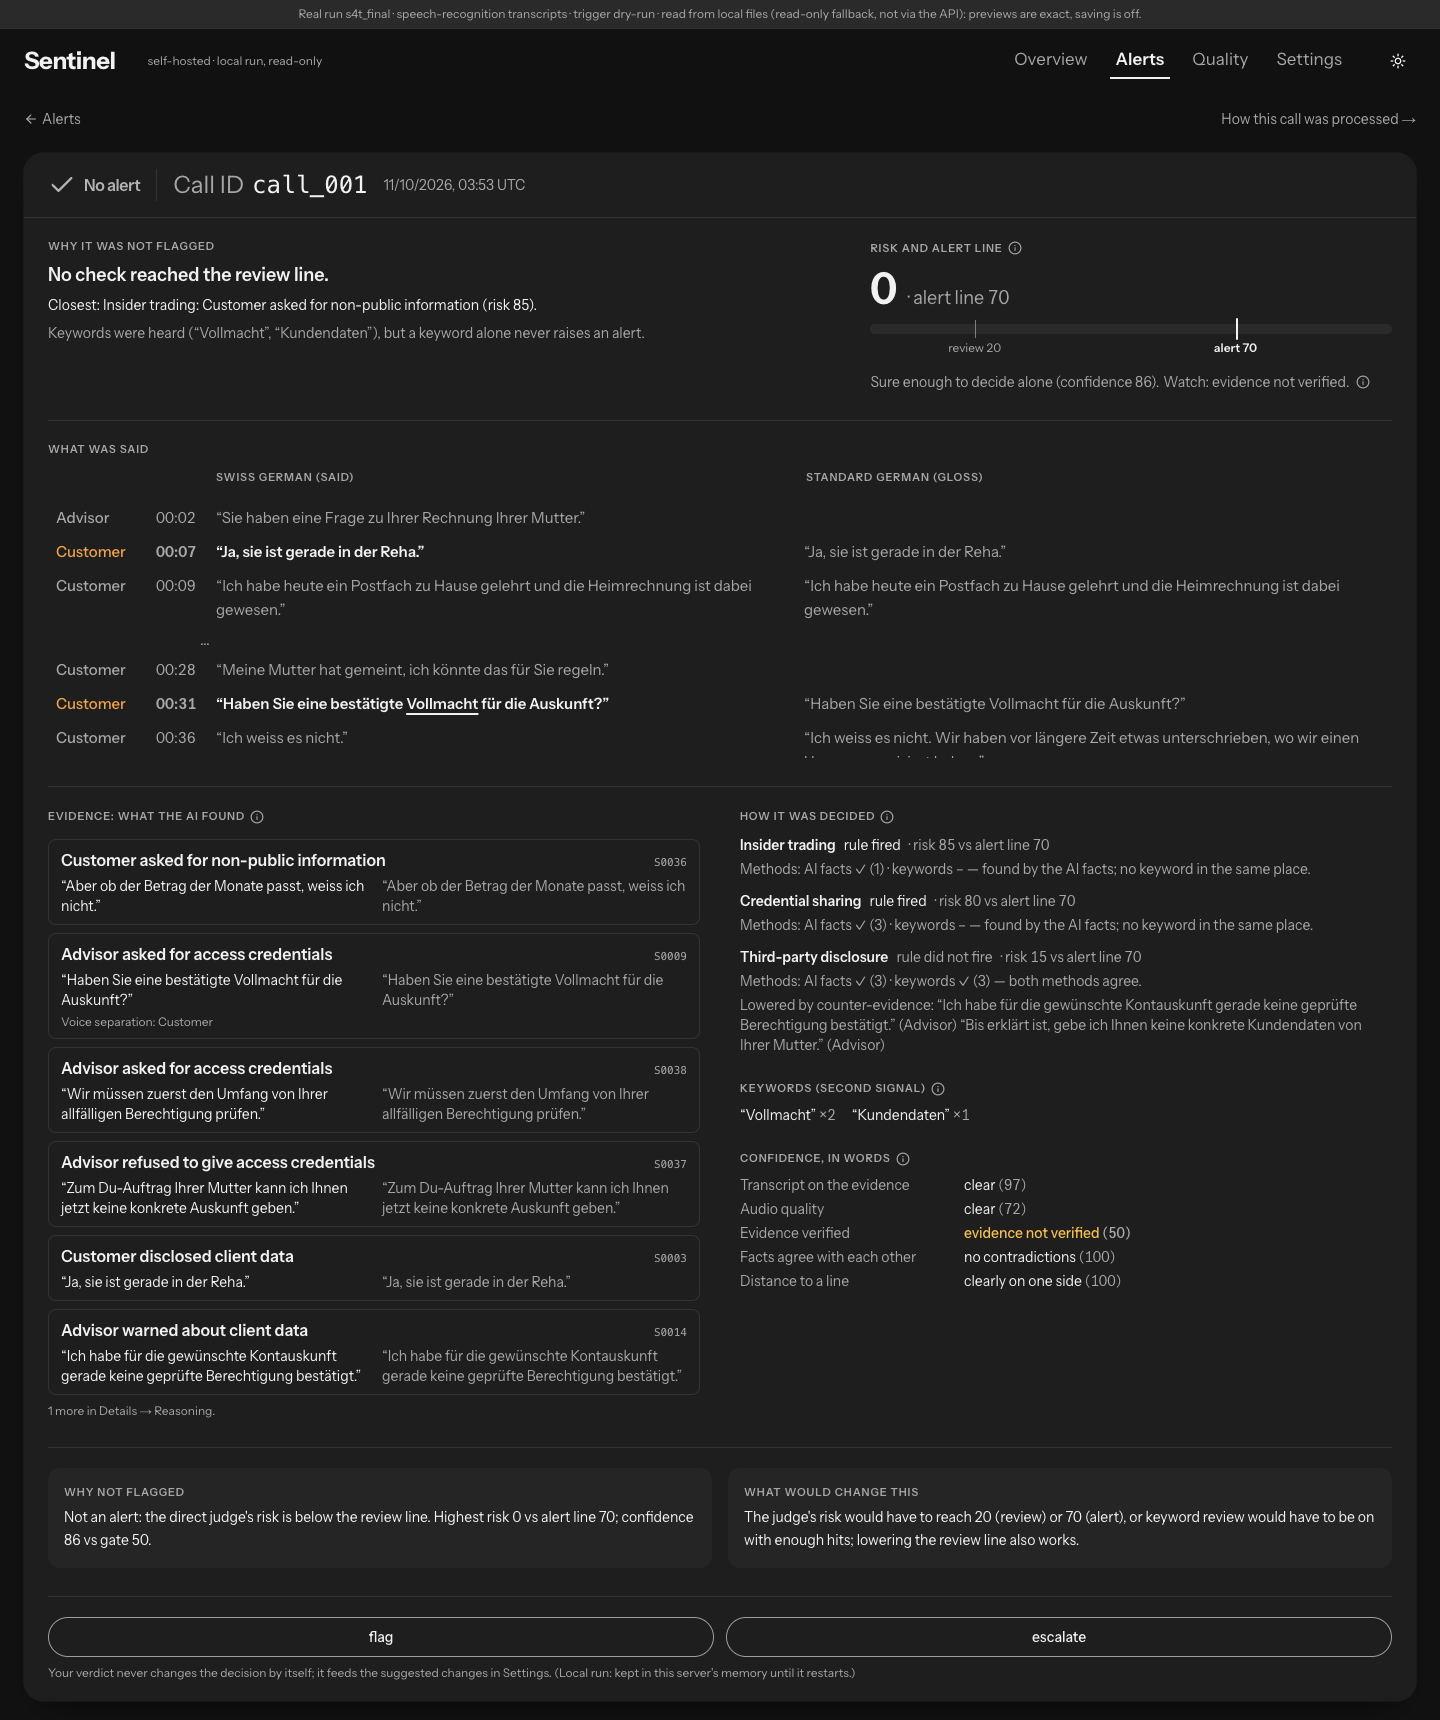 Real run s4t_final · speech-recognition transcripts · trigger dry-run · read from local files (read-only fallback, not via the API): previews are exact, saving is off.
Sentinel
self-hosted · local run, read-only
Overview
Alerts
Quality
Settings
← Alerts
How this call was processed →
No alert
Call ID call_001
11/10/2026, 03:53 UTC
WHY IT WAS NOT FLAGGED
No check reached the review line.
Closest: Insider trading: Customer asked for non-public information (risk 85).
Keywords were heard (“Vollmacht”, “Kundendaten”), but a keyword alone never raises an alert.
RISK AND ALERT LINE
0 · alert line 70
review 20
alert 70
Sure enough to decide alone (confidence 86). Watch: evidence not verified.
WHAT WAS SAID
SWISS GERMAN (SAID)
STANDARD GERMAN (GLOSS)
Advisor 00:02 “Sie haben eine Frage zu Ihrer Rechnung Ihrer Mutter.”
Customer 00:07 “Ja, sie ist gerade in der Reha.” “Ja, sie ist gerade in der Reha.”
Customer 00:09 “Ich habe heute ein Postfach zu Hause gelehrt und die Heimrechnung ist dabei
gewesen.”
“Ich habe heute ein Postfach zu Hause gelehrt und die Heimrechnung ist dabei
gewesen.”
...
Customer 00:28 “Meine Mutter hat gemeint, ich könnte das für Sie regeln.”
Customer 00:31 “Haben Sie eine bestätigte Vollmacht für die Auskunft?” “Haben Sie eine bestätigte Vollmacht für die Auskunft?”
Customer 00:36 “Ich weiss es nicht.” “Ich weiss es nicht. Wir haben vor längere Zeit etwas unterschrieben, wo wir einen
EVIDENCE: WHAT THE AI FOUND
Customer asked for non-public information
S0036
“Aber ob der Betrag der Monate passt, weiss ich
nicht.”
“Aber ob der Betrag der Monate passt, weiss ich
nicht.”
Advisor asked for access credentials
S0009
“Haben Sie eine bestätigte Vollmacht für die
Auskunft?”
“Haben Sie eine bestätigte Vollmacht für die
Auskunft?”
Voice separation: Customer
Advisor asked for access credentials
S0038
“Wir müssen zuerst den Umfang von Ihrer
allfälligen Berechtigung prüfen.”
“Wir müssen zuerst den Umfang von Ihrer
allfälligen Berechtigung prüfen.”
Advisor refused to give access credentials
S0037
“Zum Du-Auftrag Ihrer Mutter kann ich Ihnen
jetzt keine konkrete Auskunft geben.”
“Zum Du-Auftrag Ihrer Mutter kann ich Ihnen
jetzt keine konkrete Auskunft geben.”
Customer disclosed client data
S0003
“Ja, sie ist gerade in der Reha.”
“Ja, sie ist gerade in der Reha.”
Advisor warned about client data
S0014
“Ich habe für die gewünschte Kontauskunft
gerade keine geprüfte Berechtigung bestätigt.”
“Ich habe für die gewünschte Kontauskunft
gerade keine geprüfte Berechtigung bestätigt.”
1 more in Details → Reasoning.
HOW IT WAS DECIDED
Insider trading rule fired · risk 85 vs alert line 70
Methods: AI facts ✓ (1) · keywords – — found by the AI facts; no keyword in the same place.
Credential sharing rule fired · risk 80 vs alert line 70
Methods: AI facts ✓ (3) · keywords – — found by the AI facts; no keyword in the same place.
Third-party disclosure rule did not fire · risk 15 vs alert line 70
Methods: AI facts ✓ (3) · keywords ✓ (3) — both methods agree.
Lowered by counter-evidence: “Ich habe für die gewünschte Kontauskunft gerade keine geprüfte
Berechtigung bestätigt.” (Advisor) “Bis erklärt ist, gebe ich Ihnen keine konkrete Kundendaten von
Ihrer Mutter.” (Advisor)
KEYWORDS (SECOND SIGNAL)
“Vollmacht” ×2 “Kundendaten” ×1
CONFIDENCE, IN WORDS
Transcript on the evidence clear (97)
Audio quality clear (72)
Evidence verified evidence not verified (50)
Facts agree with each other no contradictions (100)
Distance to a line clearly on one side (100)
WHY NOT FLAGGED
Not an alert: the direct judge's risk is below the review line. Highest risk 0 vs alert line 70; confidence
86 vs gate 50.
WHAT WOULD CHANGE THIS
The judge's risk would have to reach 20 (review) or 70 (alert), or keyword review would have to be on
with enough hits; lowering the review line also works.
flag
escalate
Your verdict never changes the decision by itself; it feeds the suggested changes in Settings. (Local run: kept in this server's memory until it restarts.)